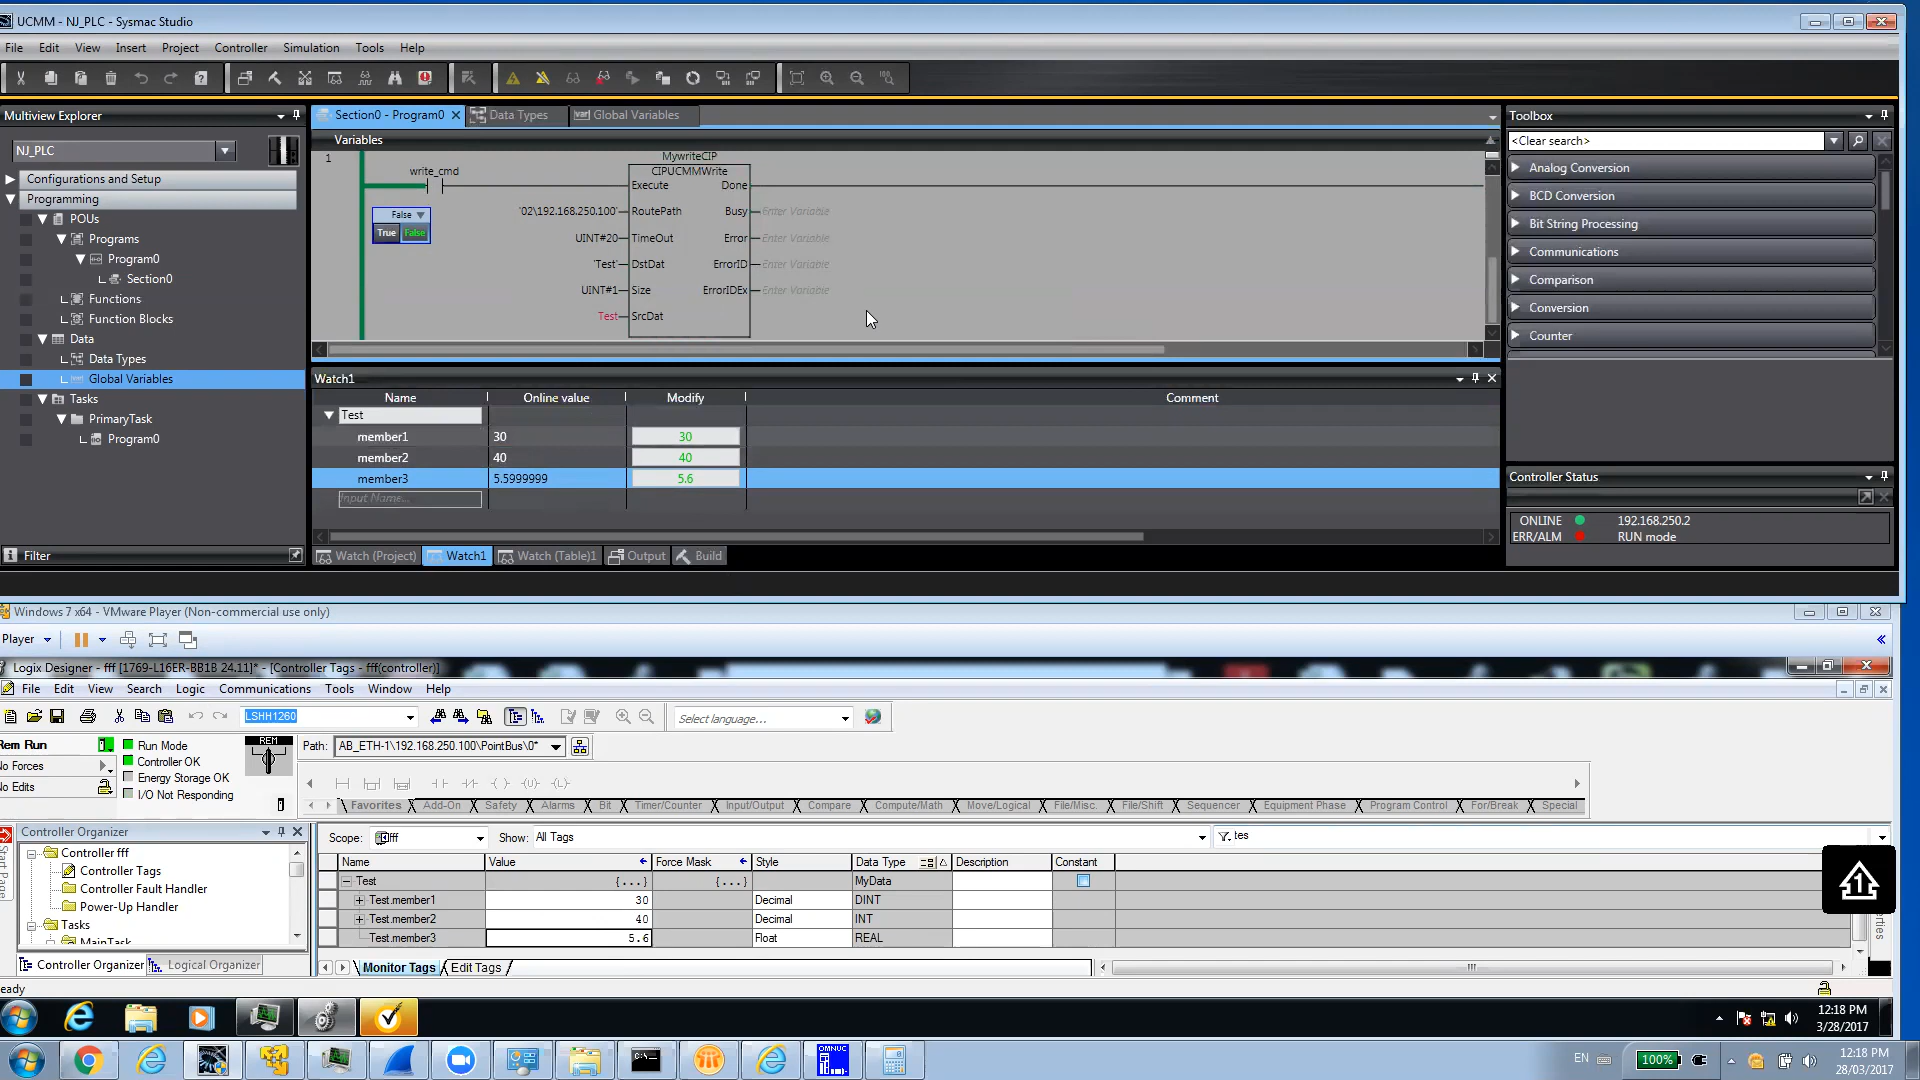 UCMM - NJ_PLC - Sysmac Studio
File Edit View Insert Project Controller Simulation Tools Help
Multiview Explorer
NJ_PLC
Configurations and Setup
Programming
POUs
Programs
Program0
Section0
Functions
Function Blocks
Data
Data Types
Global Variables
Tasks
PrimaryTask
Program0
Filter
Section0 - Program0 Data Types Global Variables
Variables
1
MywriteCIP
write_cmd CIPUCMMWrite
Execute Done
False
True False
'02\192.168.250.100' RoutePath Busy Enter Variable
UINT#20 TimeOut Error Enter Variable
'Test' DstDat ErrorID Enter Variable
UINT#1 Size ErrorIDEx Enter Variable
Test SrcDat
Watch1
Name Online value Modify Comment
Test
member1 30 30
member2 40 40
member3 5.5999999 5.6
Input Name...
Watch (Project) Watch1 Watch (Table)1 Output Build
Toolbox
<Clear search>
Analog Conversion
BCD Conversion
Bit String Processing
Communications
Comparison
Conversion
Counter
Controller Status
ONLINE 192.168.250.2
ERR/ALM RUN mode
Windows 7 x64 - VMware Player (Non-commercial use only)
Player
Logix Designer - fff [1769-L16ER-BB1B 24.11]* - [Controller Tags - fff(controller)]
File Edit View Search Logic Communications Tools Window Help
LSHH1260
Select language...
Rem Run
No Forces
No Edits
Run Mode
Controller OK
Energy Storage OK
I/O Not Responding
REM
Path: AB_ETH-1\192.168.250.100\PointBus\0*
Favorites Add-On Safety Alarms Bit Timer/Counter Input/Output Compare Compute/Math Move/Logical File/Misc. File/Shift Sequencer Equipment Phase Program Control For/Break Special
Start Page
Controller Organizer
Controller fff
Controller Tags
Controller Fault Handler
Power-Up Handler
Tasks
MainTask
Controller Organizer Logical Organizer
Scope: fff Show: All Tags tes
Name Value Force Mask Style Data Type Description Constant
Test {...} {...} MyData
Test.member1 30 Decimal DINT
Test.member2 40 Decimal INT
Test.member3 5.6 Float REAL
Monitor Tags Edit Tags
eady
12:18 PM
3/28/2017
OMNUC
EN
100%
12:18 PM
28/03/2017